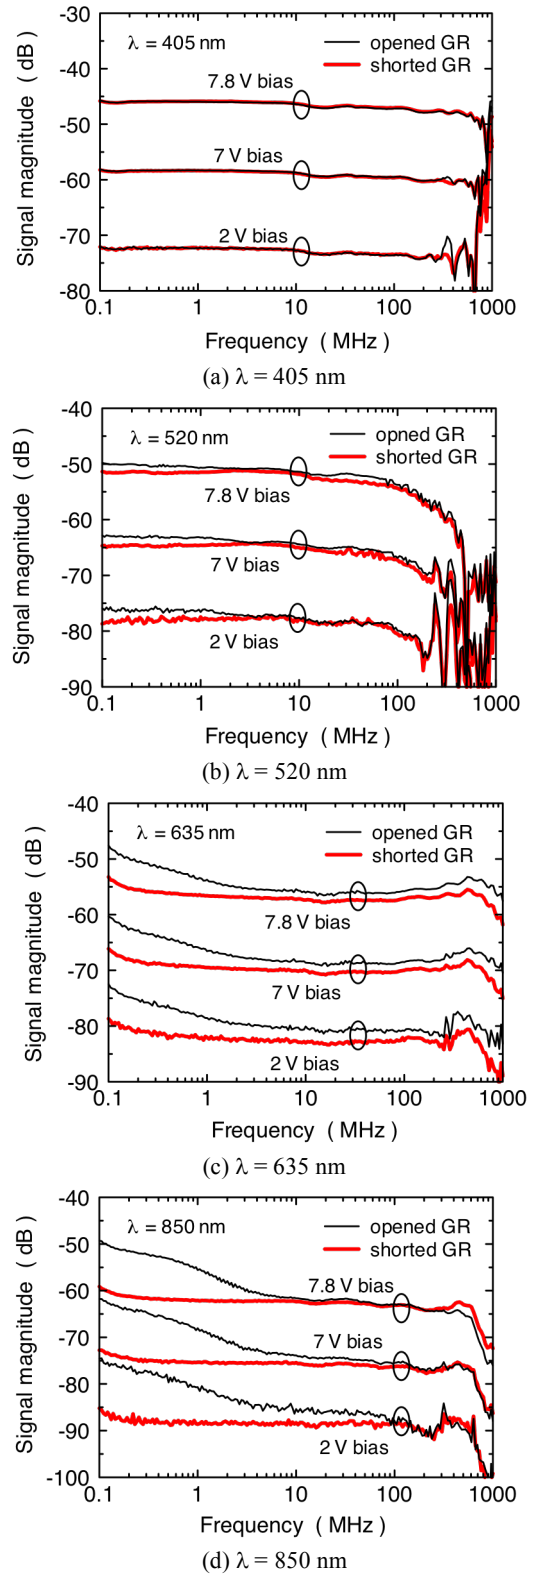 -30
-40
-50
-60
-70
-80
Signal magnitude ( dB )
λ = 405 nm
opened GR
shorted GR
7.8 V bias
7 V bias
2 V bias
0.1 1 10 100 1000
Frequency ( MHz )
(a) λ = 405 nm
-40
-50
-60
-70
-80
-90
Signal magnitude ( dB )
λ = 520 nm
opned GR
shorted GR
7.8 V bias
7 V bias
2 V bias
0.1 1 10 100 1000
Frequency ( MHz )
(b) λ = 520 nm
-40
-50
-60
-70
-80
-90
Signal magnitude ( dB )
λ = 635 nm
opened GR
shorted GR
7.8 V bias
7 V bias
2 V bias
0.1 1 10 100 1000
Frequency ( MHz )
(c) λ = 635 nm
-40
-50
-60
-70
-80
-90
-100
Signal magnitude ( dB )
λ = 850 nm
opened GR
shorted GR
7.8 V bias
7 V bias
2 V bias
0.1 1 10 100 1000
Frequency ( MHz )
(d) λ = 850 nm